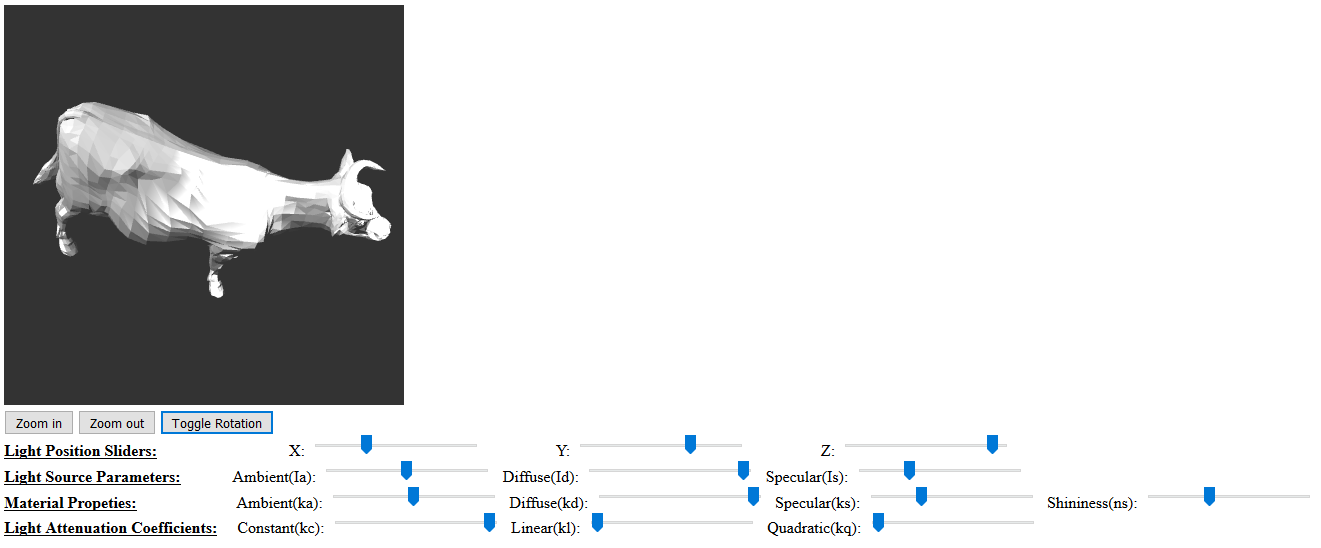 Zoom in Zoom out Toggle Rotation
Light Position Sliders: X: Y: Z:
Light Source Parameters: Ambient(Ia): Diffuse(Id): Specular(Is):
Material Propeties: Ambient(ka): Diffuse(kd): Specular(ks): Shininess(ns):
Light Attenuation Coefficients: Constant(kc): Linear(kl): Quadratic(kq):